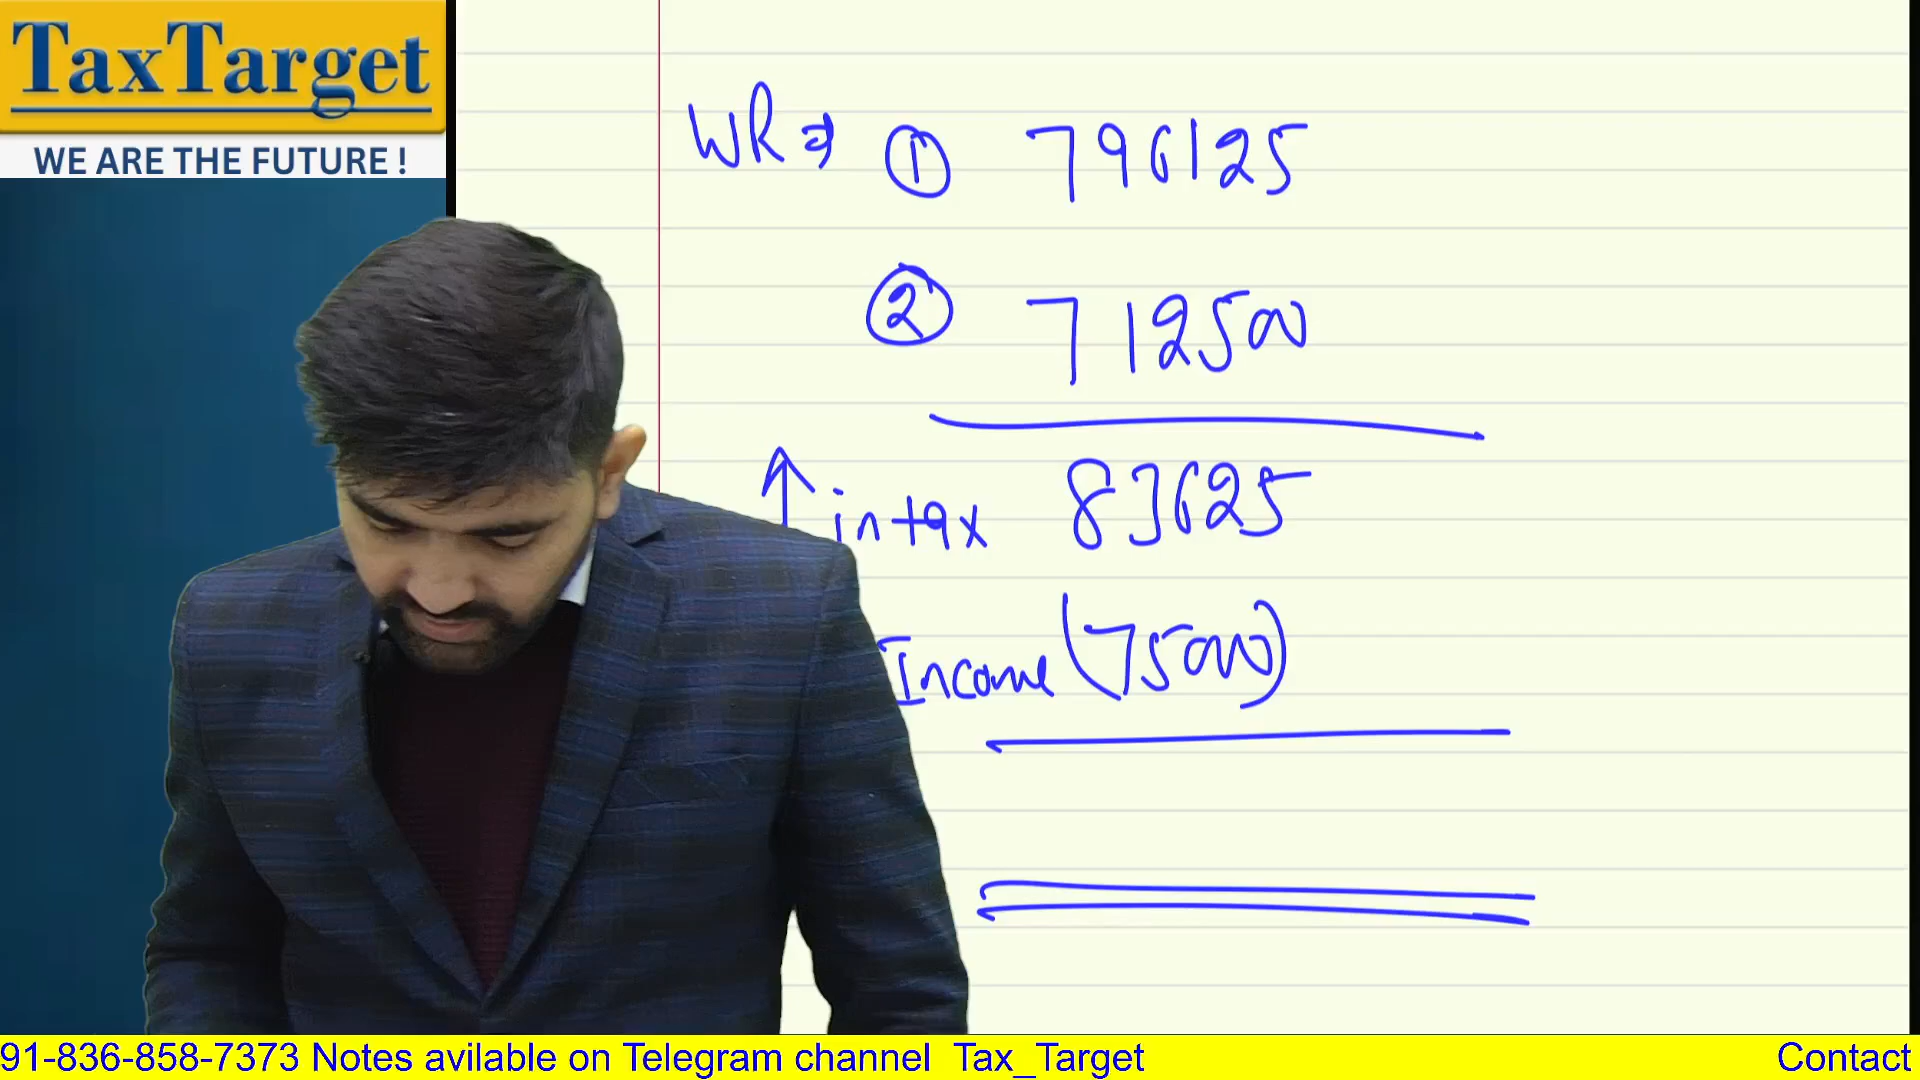 TaxTarget
WE ARE THE FUTURE !
WR ⇒ ① 796125
② 712500
↑ in tax 83625
Income (75000)
91-836-858-7373 Notes avilable on Telegram channel Tax_Target
Contact